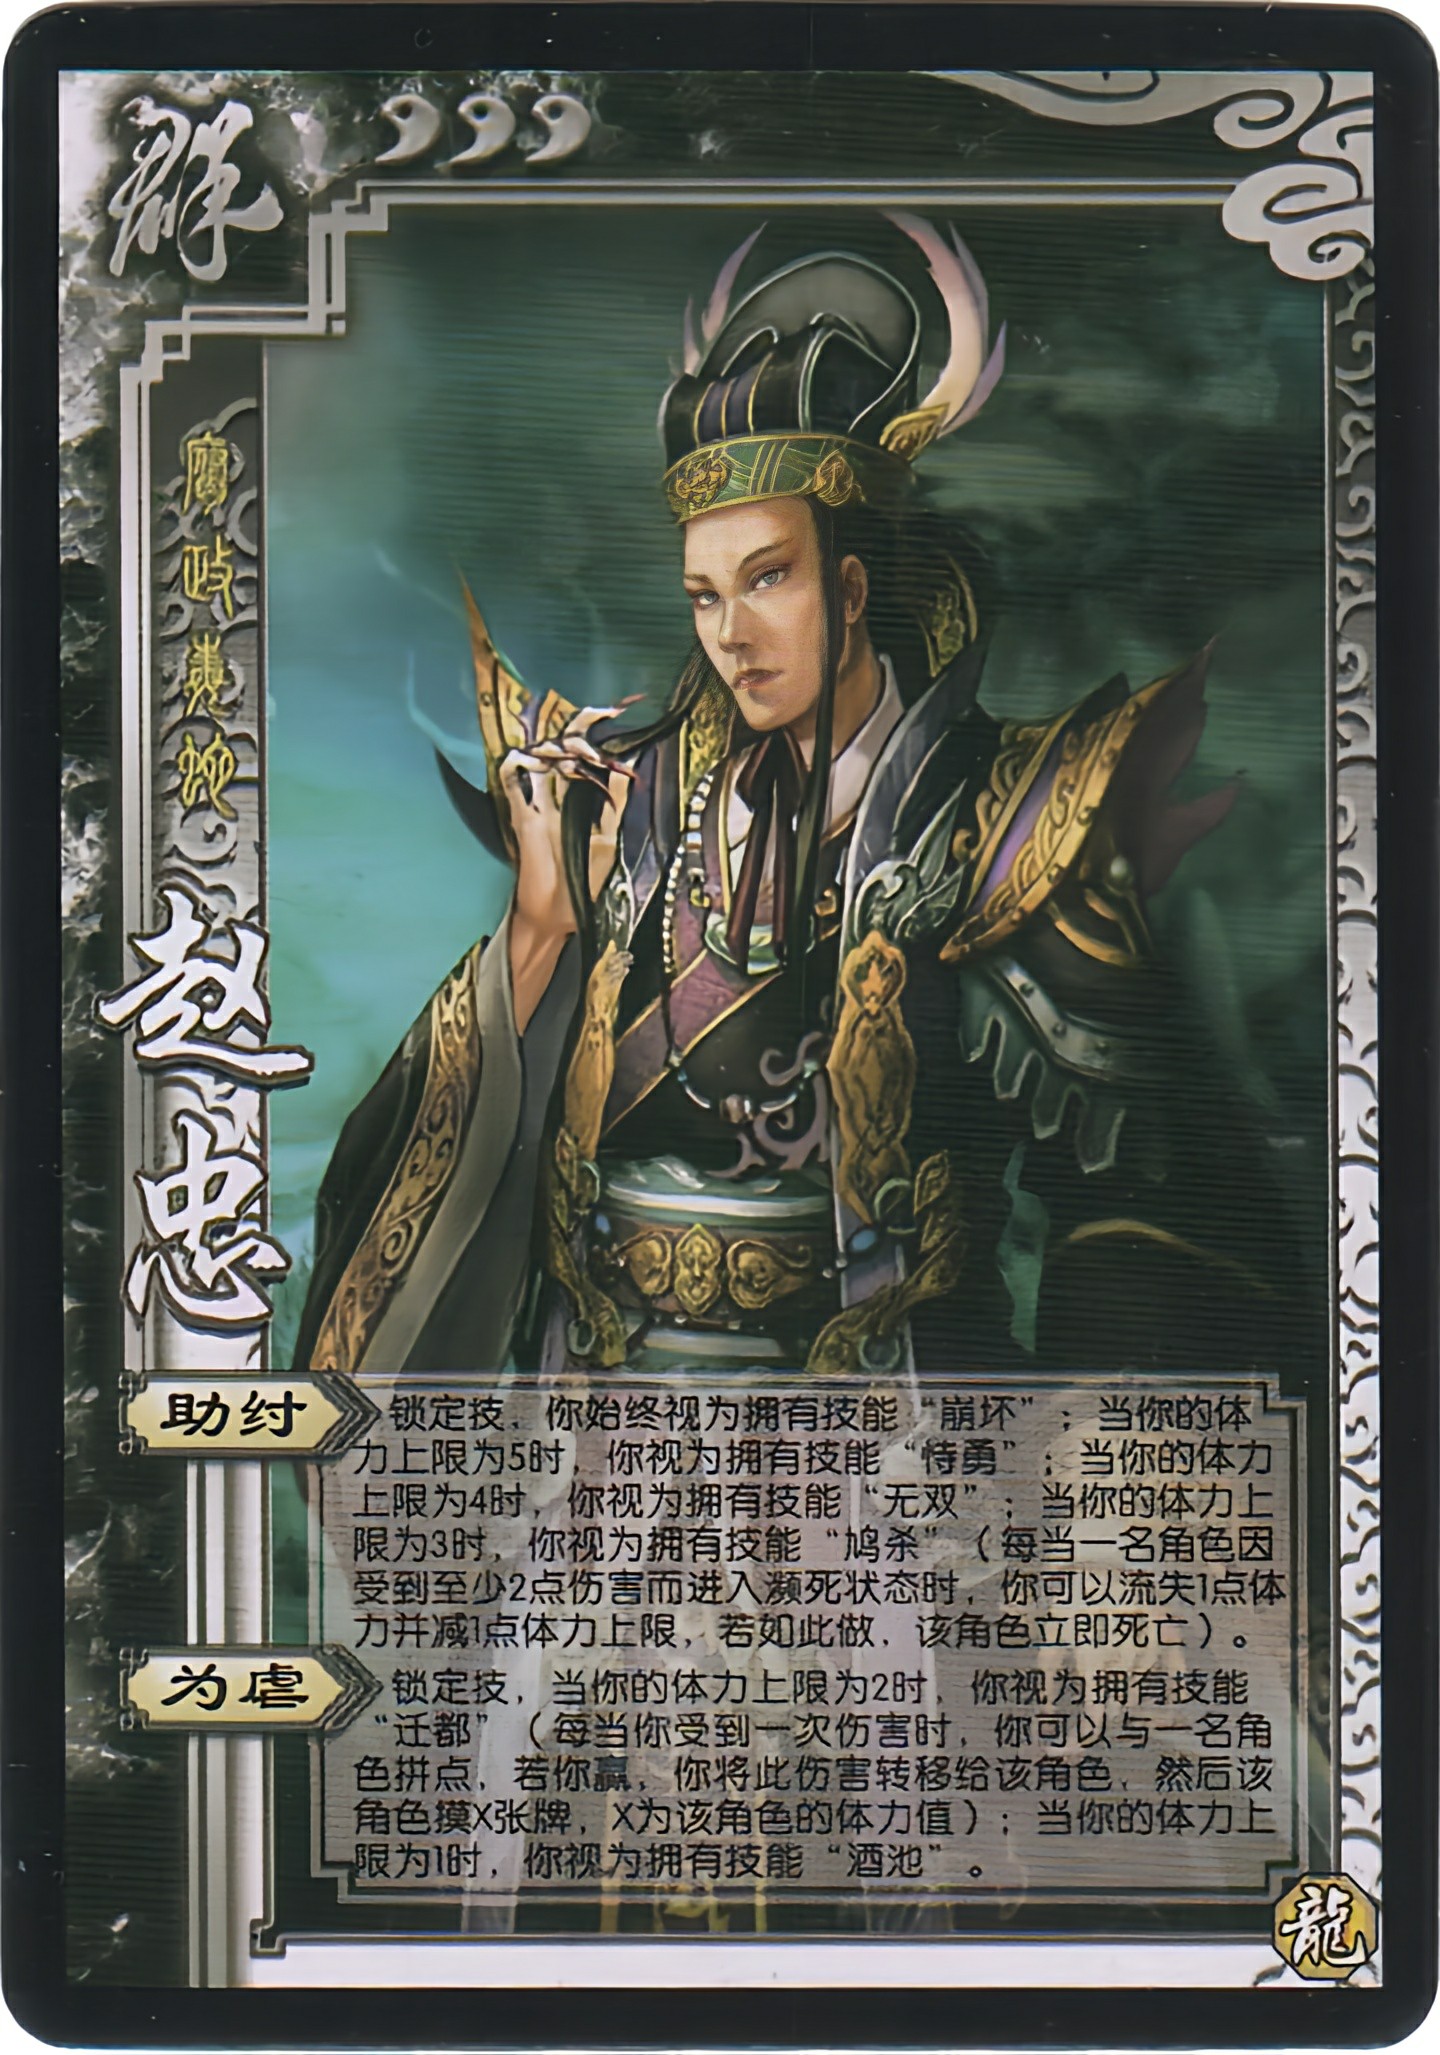 群
腐政毒蛇
赵忠
助纣
锁定技，你始终视为拥有技能“崩坏”；当你的体
力上限为5时，你视为拥有技能“恃勇”；当你的体力
上限为4时，你视为拥有技能“无双”；当你的体力上
限为3时，你视为拥有技能“鸠杀”（每当一名角色因
受到至少2点伤害而进入濒死状态时，你可以流失1点体
力并减1点体力上限，若如此做，该角色立即死亡）。
为虐
锁定技，当你的体力上限为2时，你视为拥有技能
“迁都”（每当你受到一次伤害时，你可以与一名角
色拼点，若你赢，你将此伤害转移给该角色，然后该
角色摸X张牌，X为该角色的体力值）；当你的体力上
限为1时，你视为拥有技能“酒池”。
龍